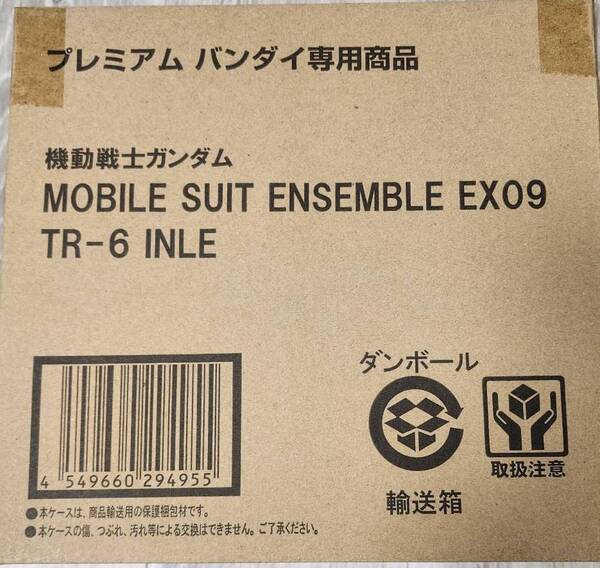 プレミアム バンダイ専用商品
機動戦士ガンダム
MOBILE SUIT ENSEMBLE EX09
TR-6 INLE
4 549660 294955
ダンボール
輸送箱
取扱注意
●本ケースは、商品輸送用の保護梱包材です。
●本ケースの傷、つぶれ、汚れ等による交換はできません。ご了承ください。